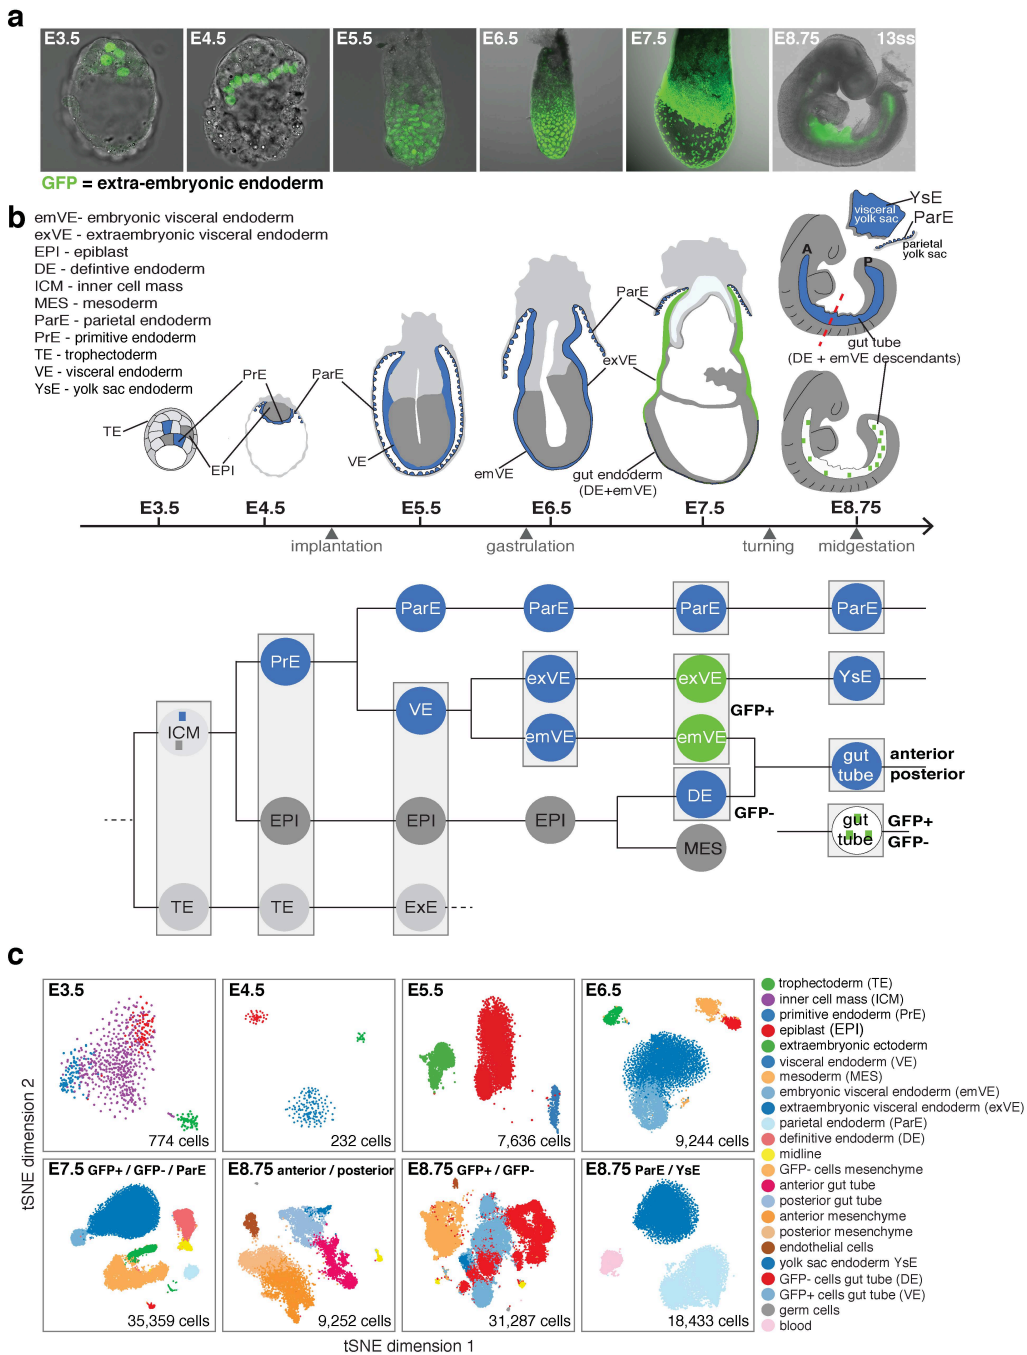 a
E3.5
E4.5
E5.5
E6.5
E7.5
E8.75 13ss
GFP = extra-embryonic endoderm
b
emVE- embryonic visceral endoderm
exVE - extraembryonic visceral endoderm
EPI - epiblast
DE - defintive endoderm
ICM - inner cell mass
MES - mesoderm
ParE - parietal endoderm
PrE - primitive endoderm
TE - trophectoderm
VE - visceral endoderm
YsE - yolk sac endoderm
TE
PrE
EPI
ParE
VE
emVE
ParE
exVE
gut endoderm
(DE+emVE)
visceral
yolk sac
YsE
ParE
parietal
yolk sac
A
P
gut tube
(DE + emVE descendants)
E3.5
E4.5
E5.5
E6.5
E7.5
E8.75
implantation
gastrulation
turning
midgestation
ParE
ParE
ParE
ParE
PrE
exVE
exVE
YsE
VE
GFP+
ICM
emVE
emVE
gut
tube
anterior
posterior
DE
GFP-
EPI
EPI
EPI
MES
gut
tube
GFP+
GFP-
TE
TE
ExE
c
E3.5
774 cells
E4.5
232 cells
E5.5
7,636 cells
E6.5
9,244 cells
E7.5 GFP+ / GFP- / ParE
35,359 cells
E8.75 anterior / posterior
9,252 cells
E8.75 GFP+ / GFP-
31,287 cells
E8.75 ParE / YsE
18,433 cells
tSNE dimension 2
tSNE dimension 1
trophectoderm (TE)
inner cell mass (ICM)
primitive endoderm (PrE)
epiblast (EPI)
extraembryonic ectoderm
visceral endoderm (VE)
mesoderm (MES)
embryonic visceral endoderm (emVE)
extraembryonic visceral endoderm (exVE)
parietal endoderm (ParE)
definitive endoderm (DE)
midline
GFP- cells mesenchyme
anterior gut tube
posterior gut tube
anterior mesenchyme
posterior mesenchyme
endothelial cells
yolk sac endoderm YsE
GFP- cells gut tube (DE)
GFP+ cells gut tube (VE)
germ cells
blood